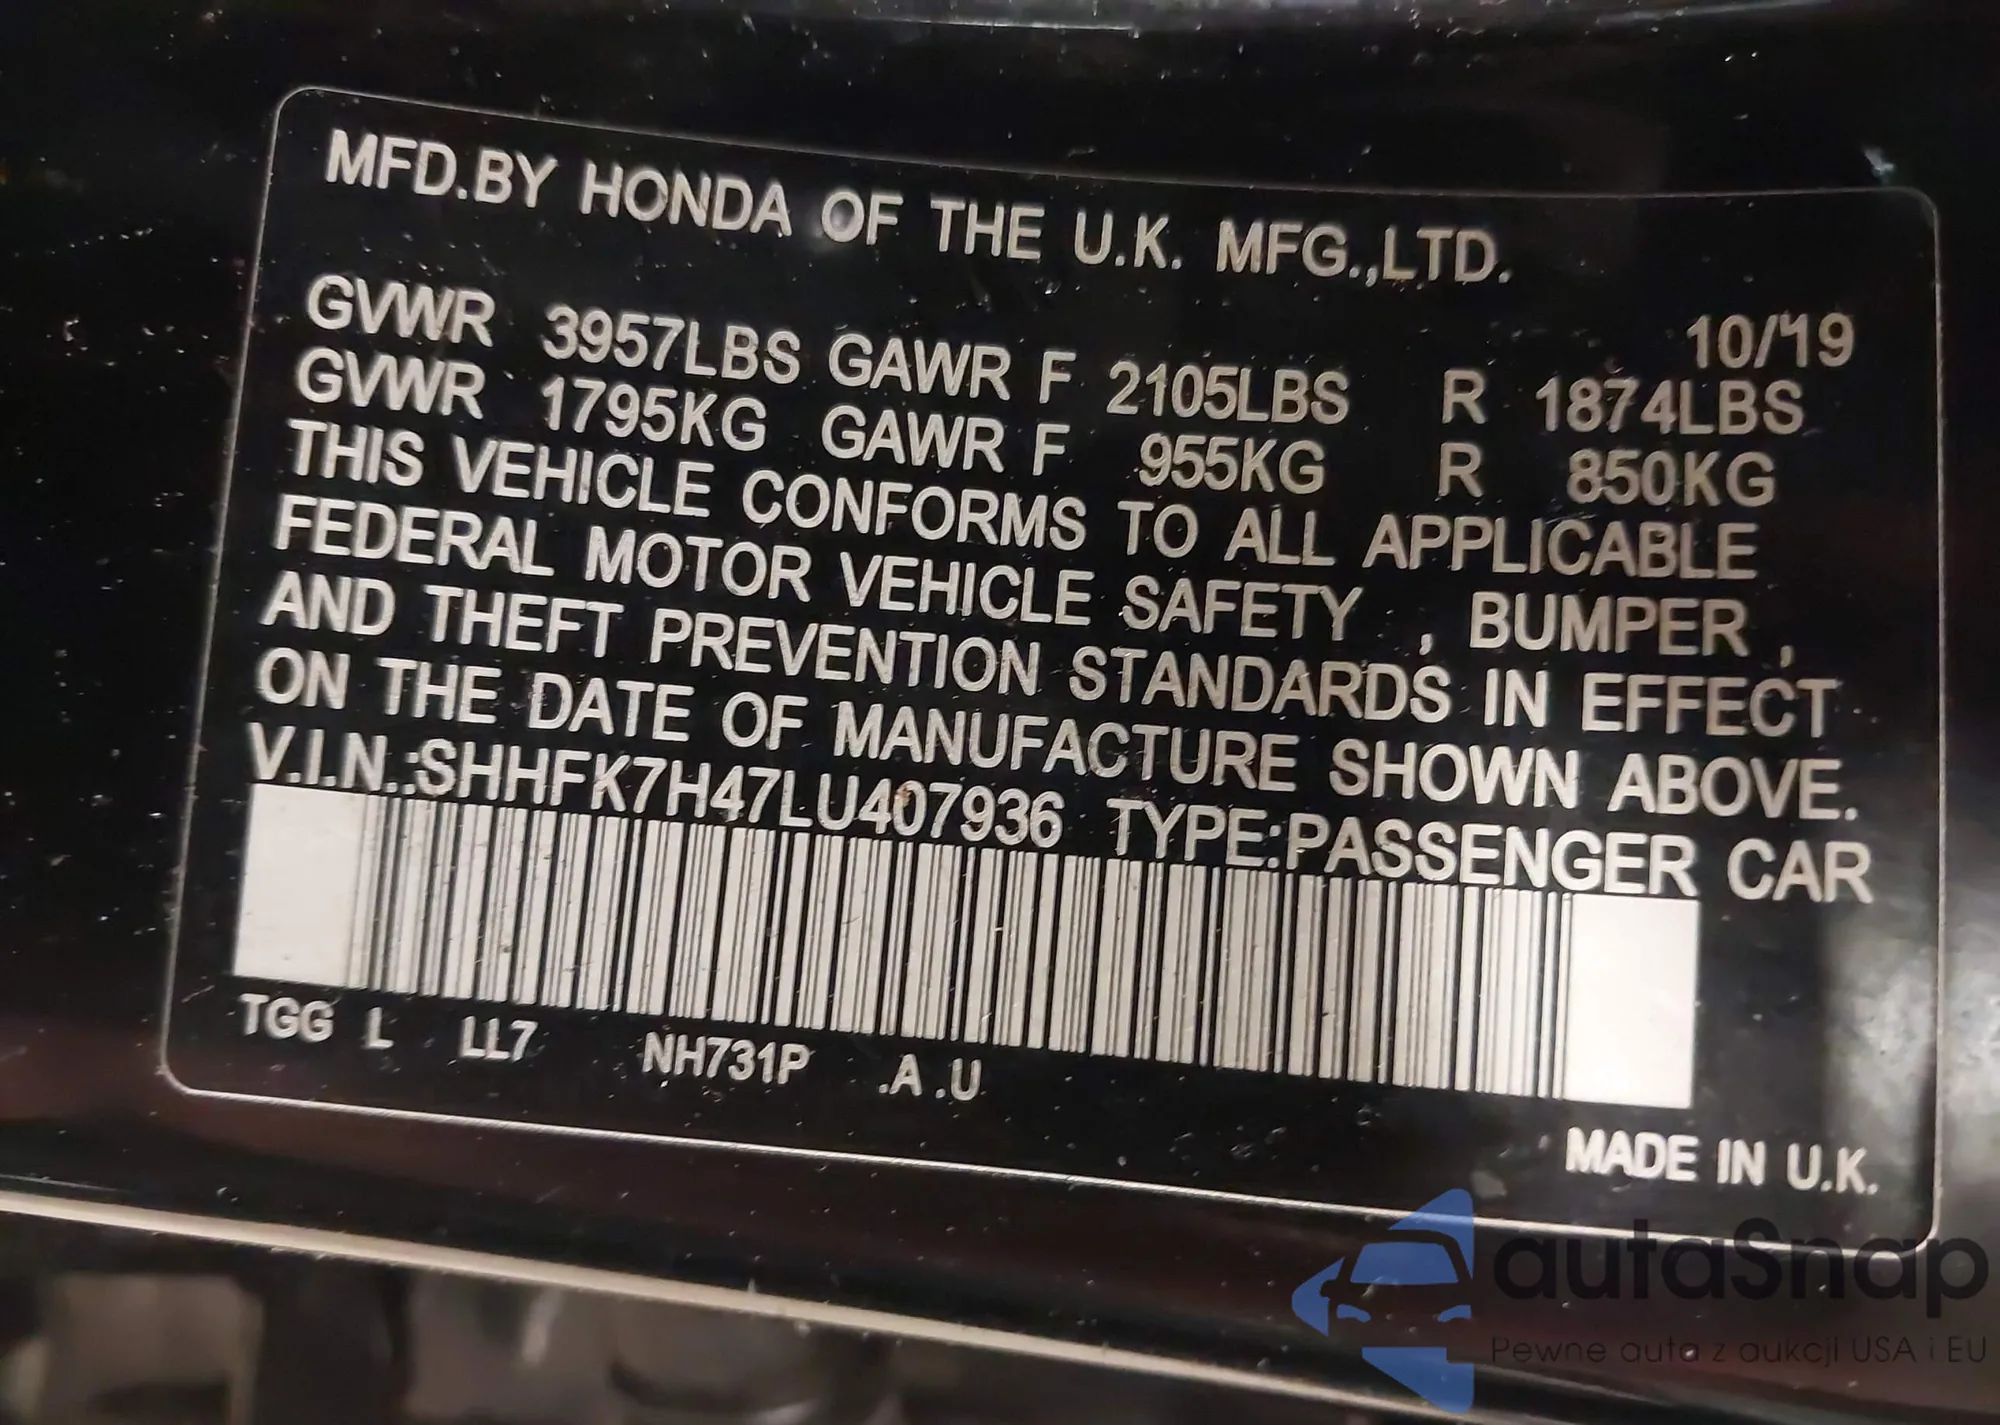 MFD.BY HONDA OF THE U.K. MFG.,LTD.
10/'19
GVWR 3957LBS GAWR F 2105LBS R 1874LBS
GVWR 1795KG GAWR F 955KG R 850KG
THIS VEHICLE CONFORMS TO ALL APPLICABLE
FEDERAL MOTOR VEHICLE SAFETY , BUMPER ,
AND THEFT PREVENTION STANDARDS IN EFFECT
ON THE DATE OF MANUFACTURE SHOWN ABOVE.
V.I.N.:SHHFK7H47LU407936 TYPE:PASSENGER CAR
TGG L LL7 NH731P .A .U
MADE IN U.K.
autaSnap
Pewne auta z aukcji USA i EU